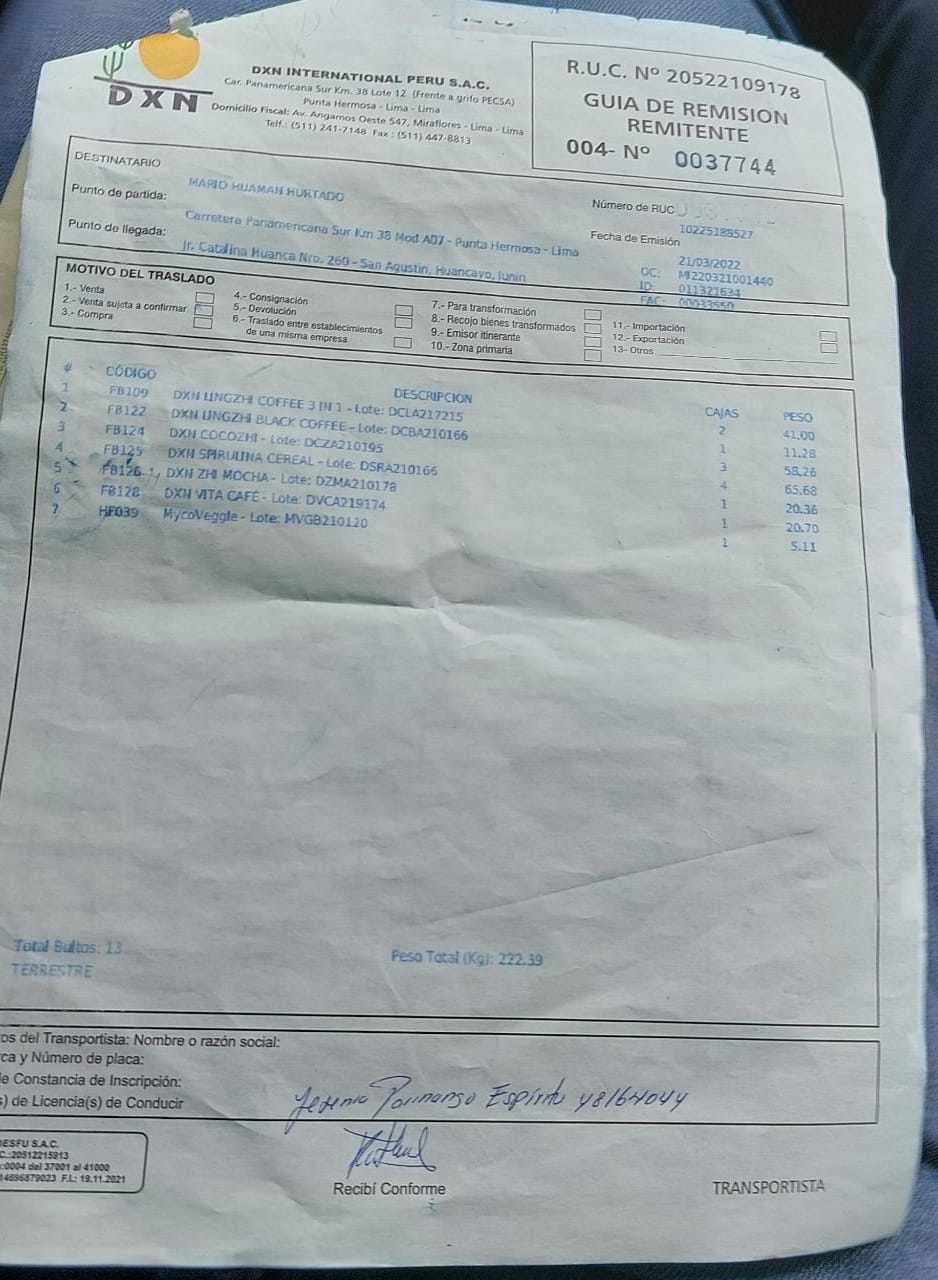 DXN
DXN INTERNATIONAL PERU S.A.C.
Car. Panamericana Sur Km. 38 Lote 12 (Frente a grifo PECSA)
Punta Hermosa - Lima - Lima
Domicilio Fiscal: Av. Angamos Oeste 547, Miraflores - Lima - Lima
Telf.: (511) 241-7148 Fax : (511) 447-8813
R.U.C. Nº 20522109178
GUIA DE REMISION
REMITENTE
004- Nº 0037744
DESTINATARIO
MARIO HUAMAN HURTADO
Número de RUC
10225188527
Punto de partida:
Carretera Panamericana Sur Km 38 Mod A07 - Punta Hermosa - Lima
Fecha de Emisión
21/03/2022
Punto de llegada:
Jr. Catalina Huanca Nro. 260 - San Agustin, Huancayo, Junin
OC: MI220321001440
ID: 011321634
FAC: 00033550
MOTIVO DEL TRASLADO
1.- Venta
2.- Venta sujeta a confirmar
3.- Compra
4.- Consignación
5.- Devolución
6.- Traslado entre establecimientos
de una misma empresa
7.- Para transformación
8.- Recojo bienes transformados
9.- Emisor itinerante
10.- Zona primaria
11.- Importación
12.- Exportación
13- Otros
# CÓDIGO DESCRIPCION CAJAS PESO
1 FB109 DXN LINGZHI COFFEE 3 IN 1 - Lote: DCLA217215 2 41.00
2 FB122 DXN LINGZHI BLACK COFFEE - Lote: DCBA210166 1 11.28
3 FB124 DXN COCOZHI - Lote: DCZA210195 3 58.26
4 FB125 DXN SPIRULINA CEREAL - Lote: DSRA210166 4 65.68
5 FB126 DXN ZHI MOCHA - Lote: DZMA210178 1 20.36
6 FB128 DXN VITA CAFÉ - Lote: DVCA219174 1 20.70
7 HF039 MycoVeggie - Lote: MVGB210120 1 5.11
Total Bultos: 13
Peso Total (Kg): 222.39
TERRESTRE
os del Transportista: Nombre o razón social:
ca y Número de placa:
e Constancia de Inscripción:
s) de Licencia(s) de Conducir
Espíritu 48164044
Recibí Conforme
TRANSPORTISTA
ESFU S.A.C.
C.:20512215913
:0004 del 37001 al 41000
14696879023 F.I.: 19.11.2021